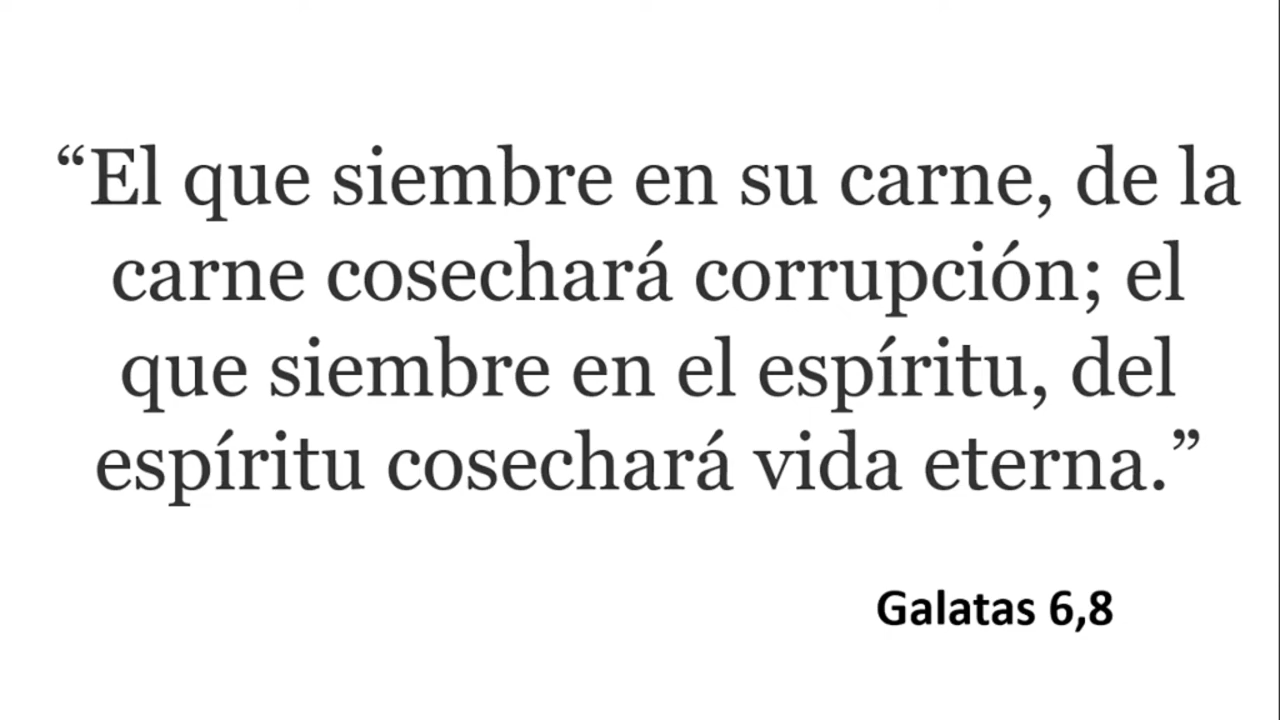 “El que siembre en su carne, de la
carne cosechará corrupción; el
que siembre en el espíritu, del
espíritu cosechará vida eterna.”
Galatas 6,8